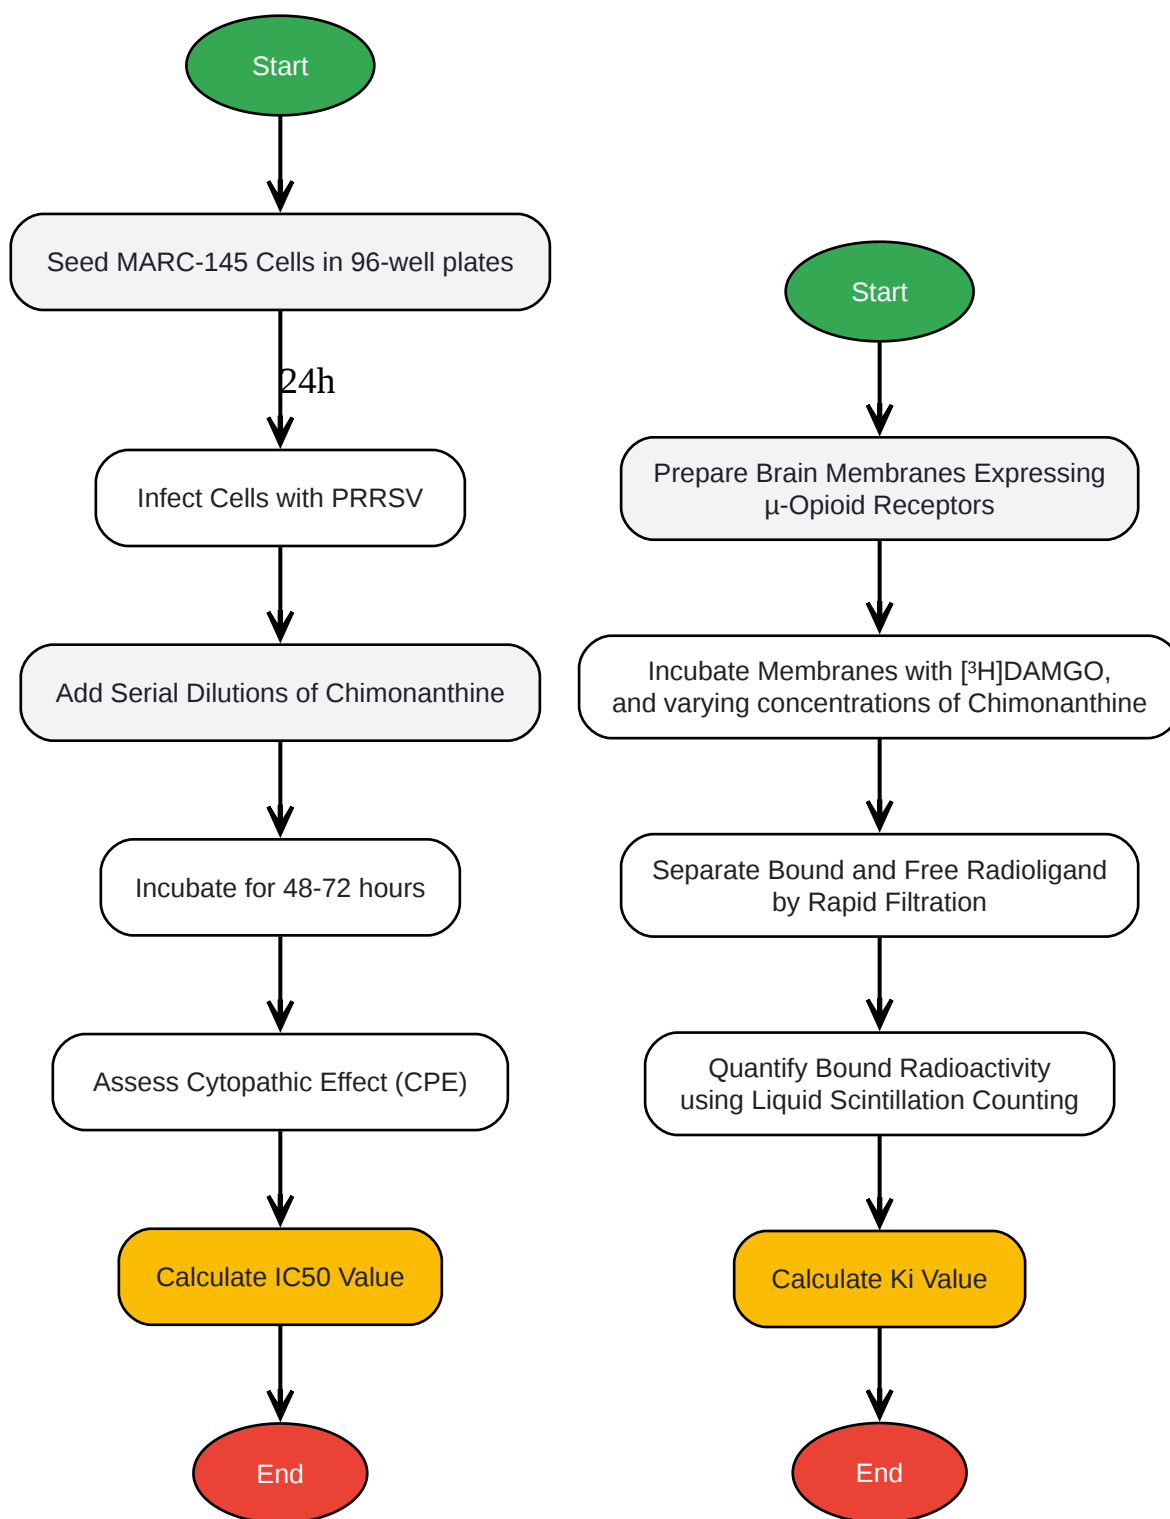 Start
Seed MARC-145 Cells in 96-well plates
24h
Infect Cells with PRRSV
Add Serial Dilutions of Chimonanthine
Incubate for 48-72 hours
Assess Cytopathic Effect (CPE)
Calculate IC50 Value
End
Start
Prepare Brain Membranes Expressing
µ-Opioid Receptors
Incubate Membranes with [³H]DAMGO,
and varying concentrations of Chimonanthine
Separate Bound and Free Radioligand
by Rapid Filtration
Quantify Bound Radioactivity
using Liquid Scintillation Counting
Calculate Ki Value
End